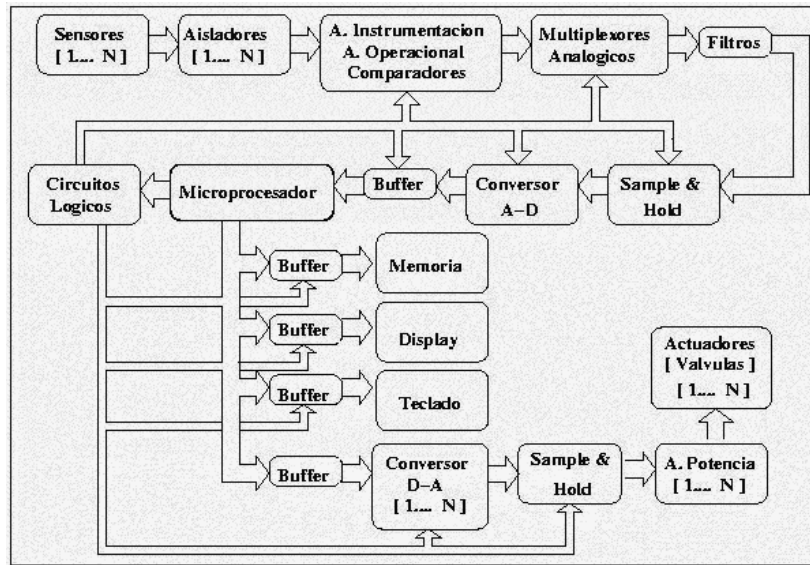 Sensores
[ 1.... N]
Aisladores
[ 1.... N]
A. Instrumentacion
A. Operacional
Comparadores
Multiplexores
Analogicos
Filtros
Circuitos
Logicos
Microprocesador
Buffer
Conversor
A-D
Sample &
Hold
Buffer
Memoria
Buffer
Display
Buffer
Teclado
Actuadores
[ Valvulas ]
[ 1.... N ]
Buffer
Conversor
D-A
[ 1.... N ]
Sample &
Hold
A. Potencia
[ 1.... N ]